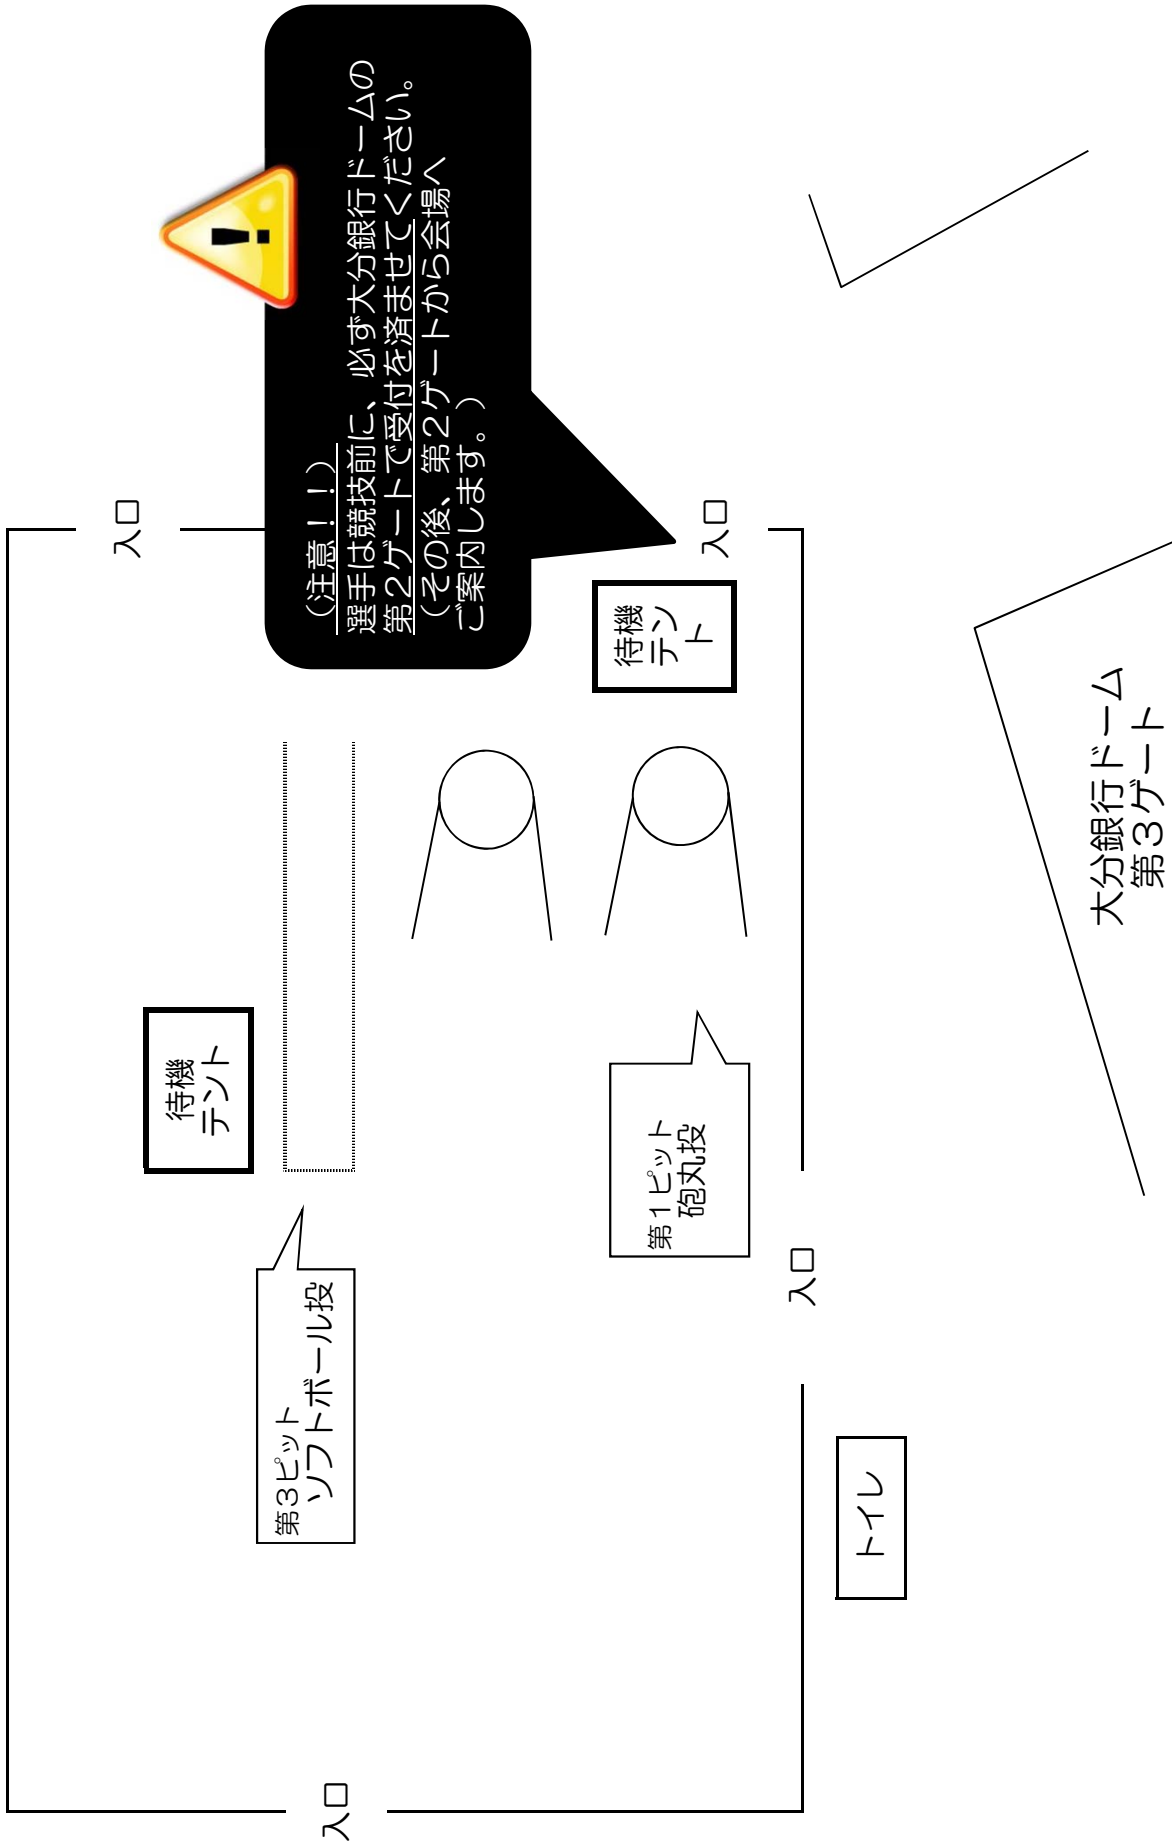 入口
(注意！！)
選手は競技前に、必ず大分銀行ドームの
第２ゲートで受付を済ませてください。
（その後、第２ゲートから会場へ
ご案内します。）
入口
待機
テント
待機
テン
ト
第３ピット
ソフトボール投
第１ピット
砲丸投
入口
入口
トイレ
大分銀行ドーム
第３ゲート